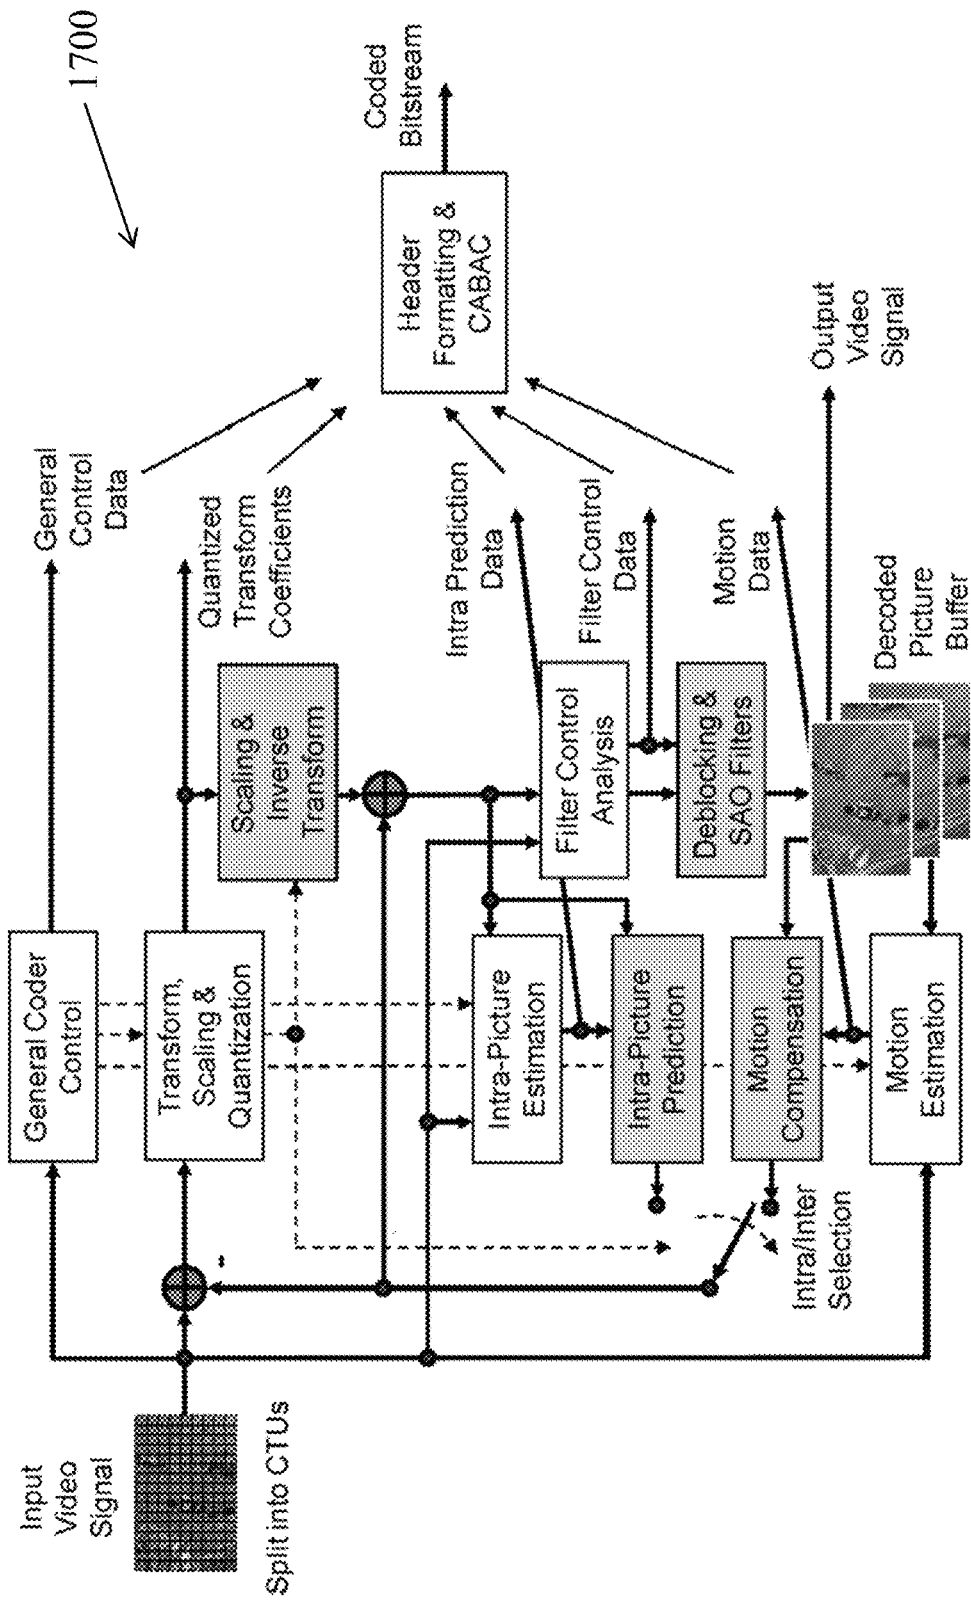 1700
Input
Video
Signal
Split into CTUs
General Coder
Control
Transform,
Scaling &
Quantization
General
Control
Data
Quantized
Transform
Coefficients
Scaling &
Inverse
Transform
Coded
Bitstream
Header
Formatting &
CABAC
Intra-Picture
Estimation
Filter Control
Analysis
Intra Prediction
Data
Intra-Picture
Prediction
Deblocking &
SAO Filters
Filter Control
Data
Motion
Compensation
Motion
Data
Intra/Inter
Selection
Motion
Estimation
Decoded
Picture
Buffer
Output
Video
Signal